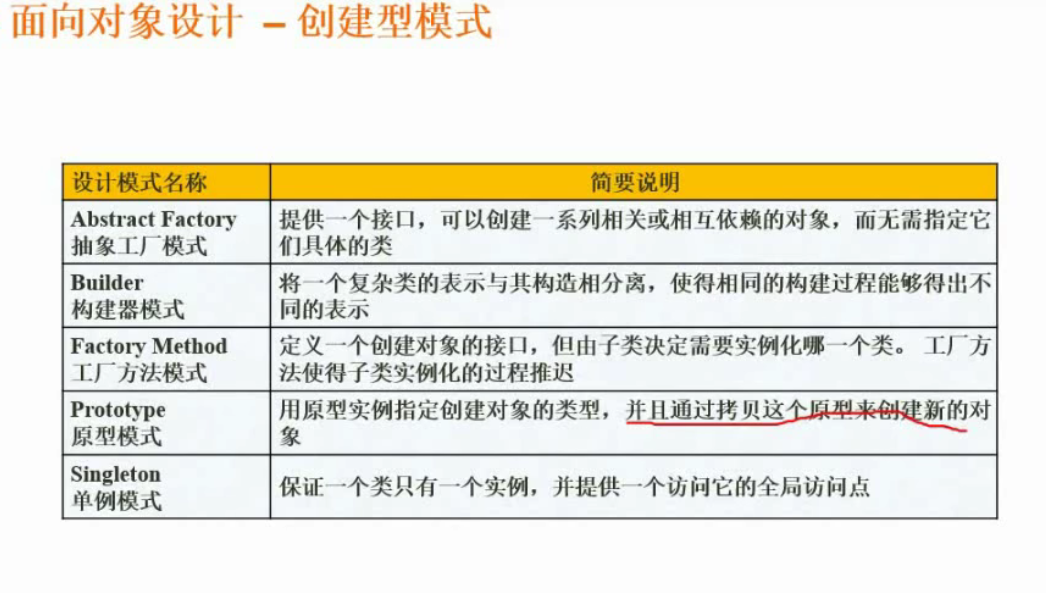 面向对象设计 – 创建型模式
设计模式名称
简要说明
Abstract Factory
抽象工厂模式
提供一个接口，可以创建一系列相关或相互依赖的对象，而无需指定它
们具体的类
Builder
构建器模式
将一个复杂类的表示与其构造相分离，使得相同的构建过程能够得出不
同的表示
Factory Method
工厂方法模式
定义一个创建对象的接口，但由子类决定需要实例化哪一个类。 工厂方
法使得子类实例化的过程推迟
Prototype
原型模式
用原型实例指定创建对象的类型，并且通过拷贝这个原型来创建新的对
象
Singleton
单例模式
保证一个类只有一个实例，并提供一个访问它的全局访问点